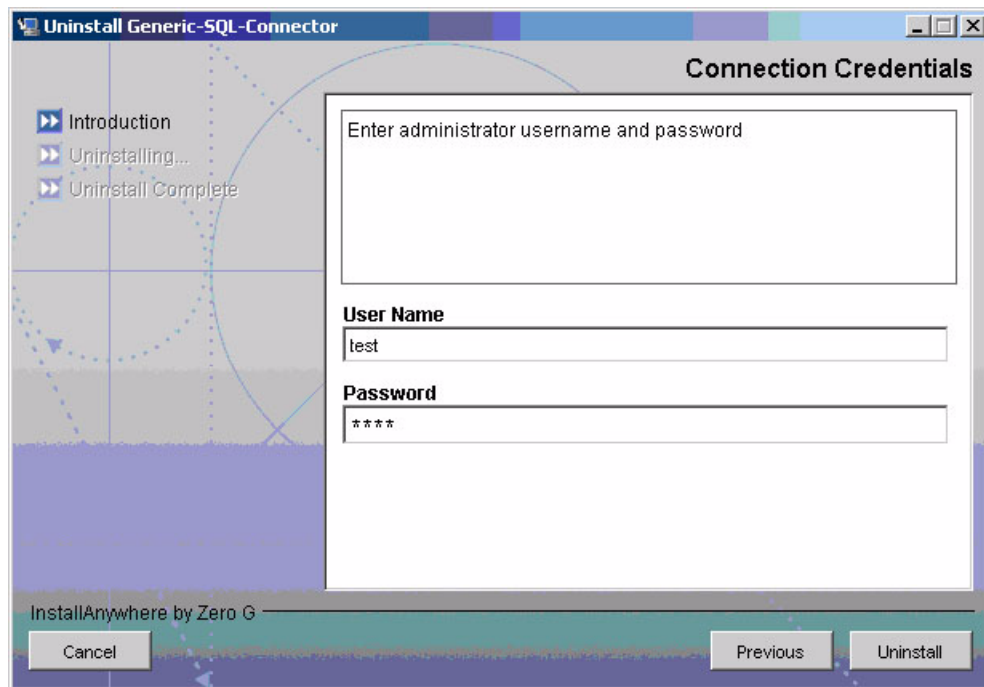 Uninstall Generic-SQL-Connector
Connection Credentials
Introduction
Uninstalling...
Uninstall Complete
Enter administrator username and password
User Name
test
Password
****
InstallAnywhere by Zero G
Cancel
Previous
Uninstall